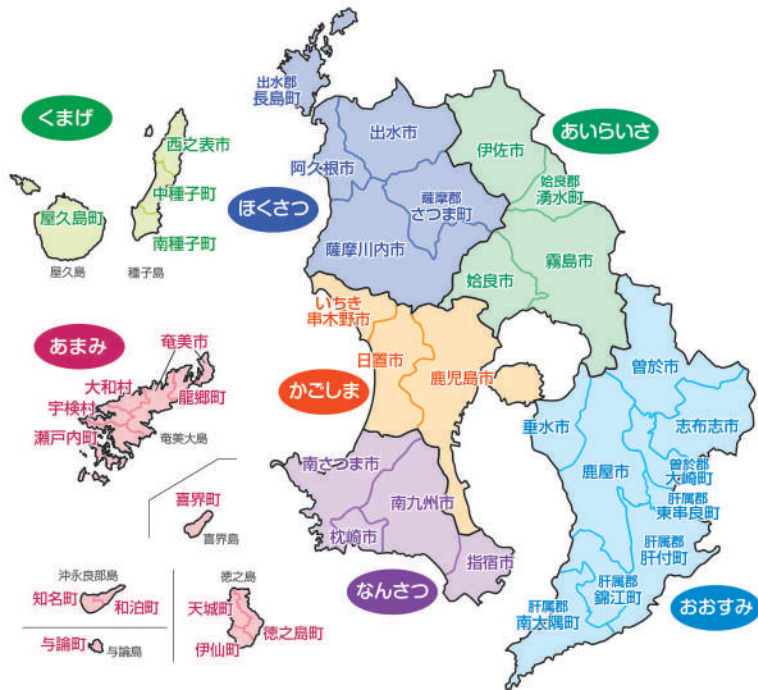 出水郡
長島町
くまげ
西之表市
中種子町
屋久島町
南種子町
屋久島
種子島
出水市
阿久根市
薩摩郡
さつま町
ほくさつ
薩摩川内市
あいらいさ
伊佐市
姶良郡
湧水町
霧島市
姶良市
いちき
串木野市
日置市
鹿児島市
かごしま
あまみ
奄美市
大和村
宇検村
龍郷町
瀬戸内町
奄美大島
曽於市
志布志市
垂水市
鹿屋市
曽於郡
大崎町
肝属郡
東串良町
肝属郡
肝付町
肝属郡
錦江町
肝属郡
南大隅町
おおすみ
南さつま市
南九州市
枕崎市
指宿市
なんさつ
喜界町
喜界島
沖永良部島
知名町
和泊町
与論町
与論島
徳之島
天城町
徳之島町
伊仙町